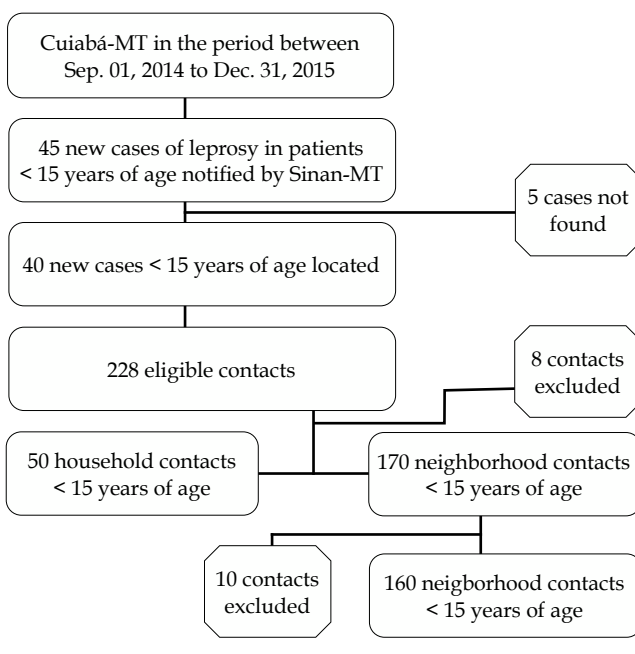 Cuiabá-MT in the period between
Sep. 01, 2014 to Dec. 31, 2015
45 new cases of leprosy in patients
< 15 years of age notified by Sinan-MT
5 cases not
found
40 new cases < 15 years of age located
228 eligible contacts
8 contacts
excluded
50 household contacts
< 15 years of age
170 neighborhood contacts
< 15 years of age
10 contacts
excluded
160 neigborhood contacts
< 15 years of age